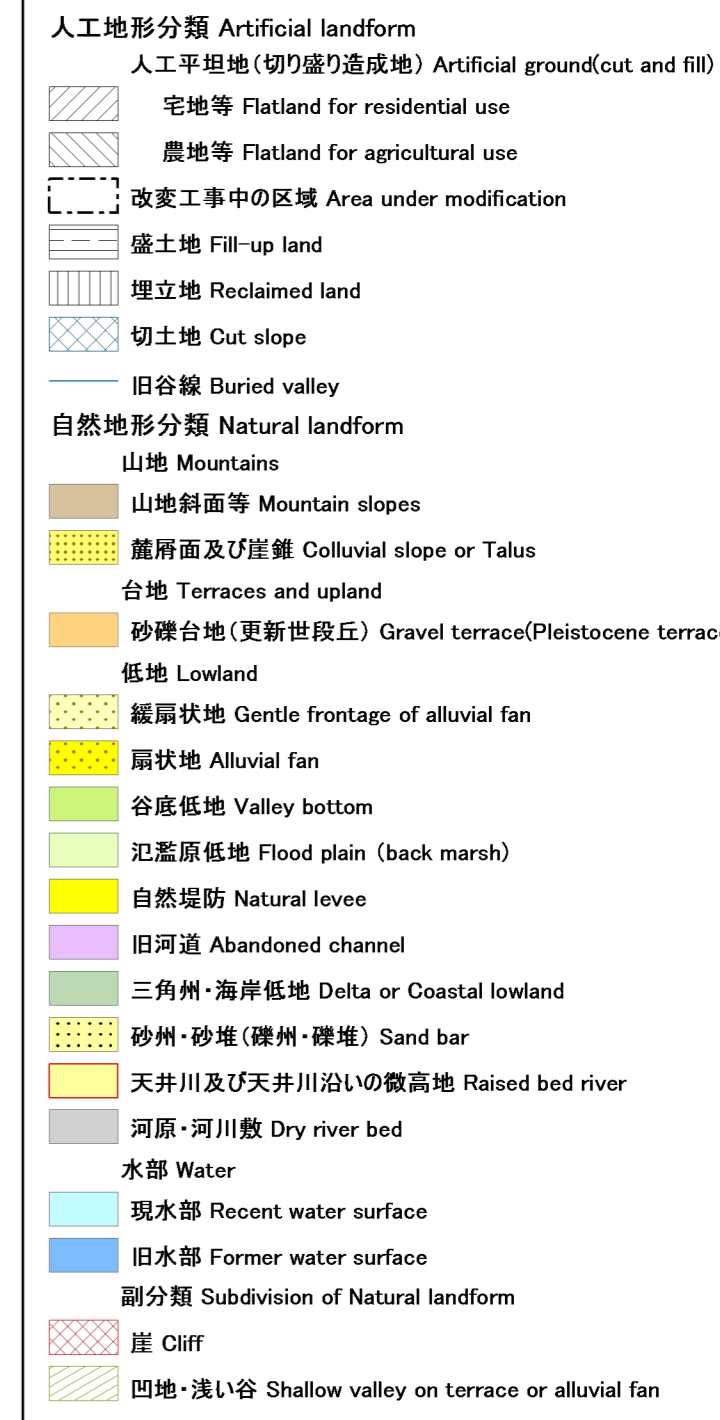 人工地形分類 Artificial landform
人工平坦地(切り盛り造成地) Artificial ground(cut and fill)
宅地等 Flatland for residential use
農地等 Flatland for agricultural use
改変工事中の区域 Area under modification
盛土地 Fill-up land
埋立地 Reclaimed land
切土地 Cut slope
旧谷線 Buried valley
自然地形分類 Natural landform
山地 Mountains
山地斜面等 Mountain slopes
麓屑面及び崖錐 Colluvial slope or Talus
台地 Terraces and upland
砂礫台地(更新世段丘) Gravel terrace(Pleistocene terrac
低地 Lowland
緩扇状地 Gentle frontage of alluvial fan
扇状地 Alluvial fan
谷底低地 Valley bottom
氾濫原低地 Flood plain (back marsh)
自然堤防 Natural levee
旧河道 Abandoned channel
三角州・海岸低地 Delta or Coastal lowland
砂州・砂堆(礫州・礫堆) Sand bar
天井川及び天井川沿いの微高地 Raised bed river
河原・河川敷 Dry river bed
水部 Water
現水部 Recent water surface
旧水部 Former water surface
副分類 Subdivision of Natural landform
崖 Cliff
凹地・浅い谷 Shallow valley on terrace or alluvial fan